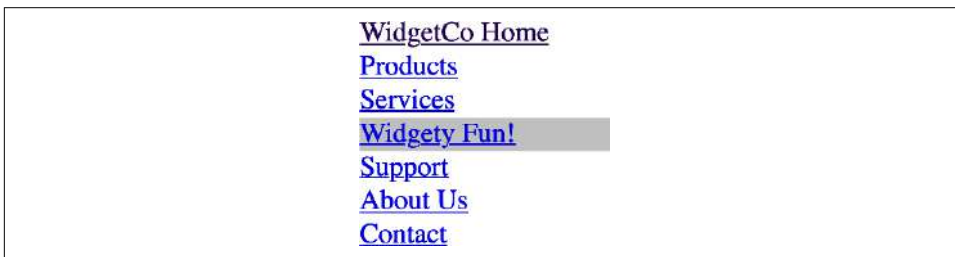 WidgetCo Home
Products
Services
Widgety Fun!
Support
About Us
Contact